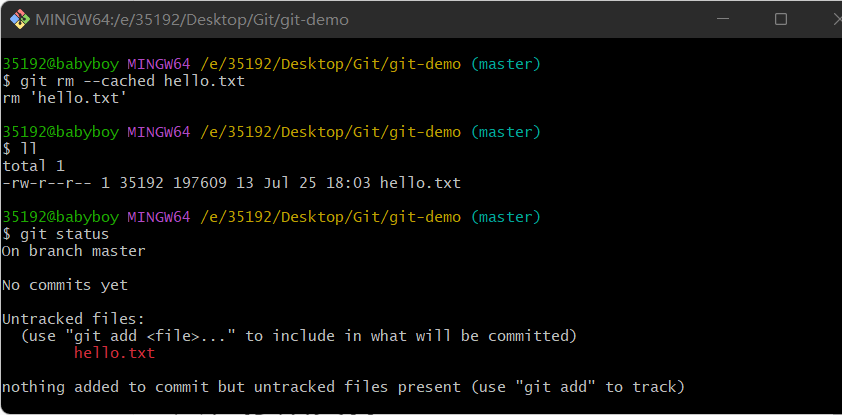 MINGW64:/e/35192/Desktop/Git/git-demo
35192@babyboy MINGW64 /e/35192/Desktop/Git/git-demo (master)
$ git rm --cached hello.txt
rm 'hello.txt'
35192@babyboy MINGW64 /e/35192/Desktop/Git/git-demo (master)
$ ll
total 1
-rw-r--r-- 1 35192 197609 13 Jul 25 18:03 hello.txt
35192@babyboy MINGW64 /e/35192/Desktop/Git/git-demo (master)
$ git status
On branch master
No commits yet
Untracked files:
  (use "git add <file>..." to include in what will be committed)
        hello.txt
nothing added to commit but untracked files present (use "git add" to track)